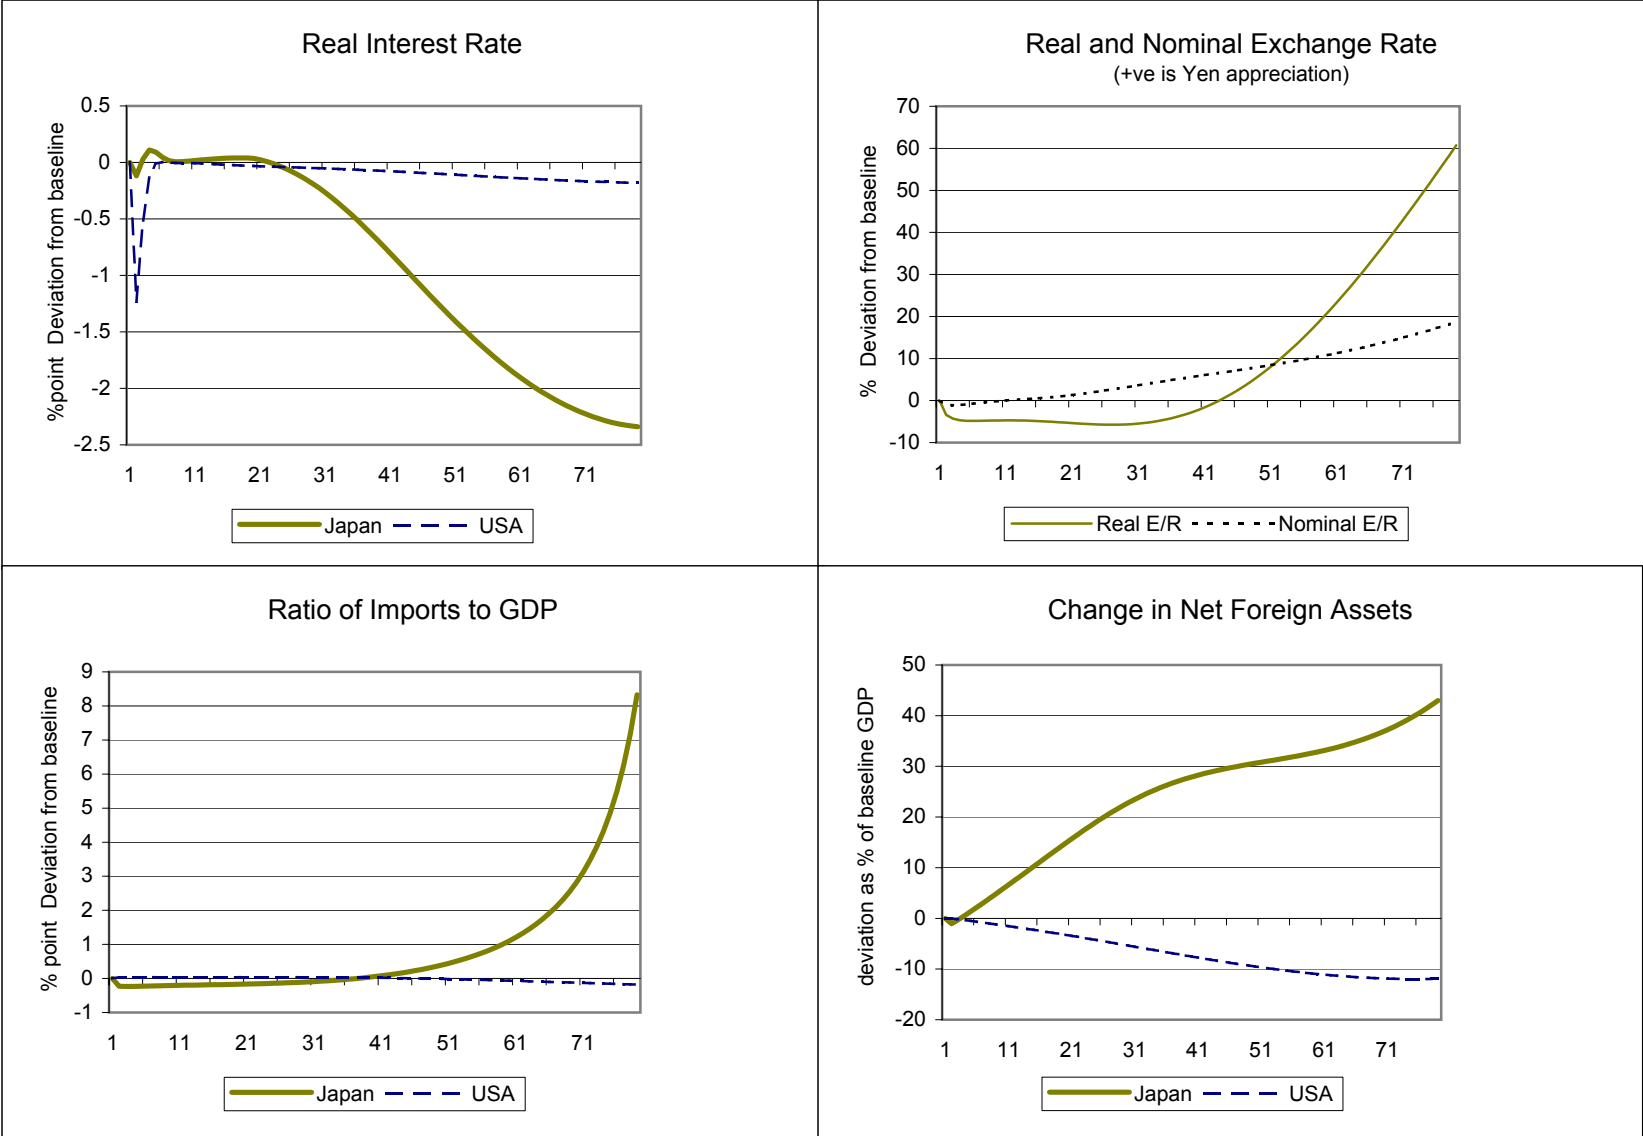 Real Interest Rate
%point  Deviation from baseline
0.5
0
-0.5
-1
-1.5
-2
-2.5
1 11 21 31 41 51 61 71
Japan USA
Real and Nominal Exchange Rate
(+ve is Yen appreciation)
%  Deviation from baseline
70
60
50
40
30
20
10
0
-10
1 11 21 31 41 51 61 71
Real E/R Nominal E/R
Ratio of Imports to GDP
% point  Deviation from baseline
9
8
7
6
5
4
3
2
1
0
-1
1 11 21 31 41 51 61 71
Japan USA
Change in Net Foreign Assets
deviation as % of baseline GDP
50
40
30
20
10
0
-10
-20
1 11 21 31 41 51 61 71
Japan USA